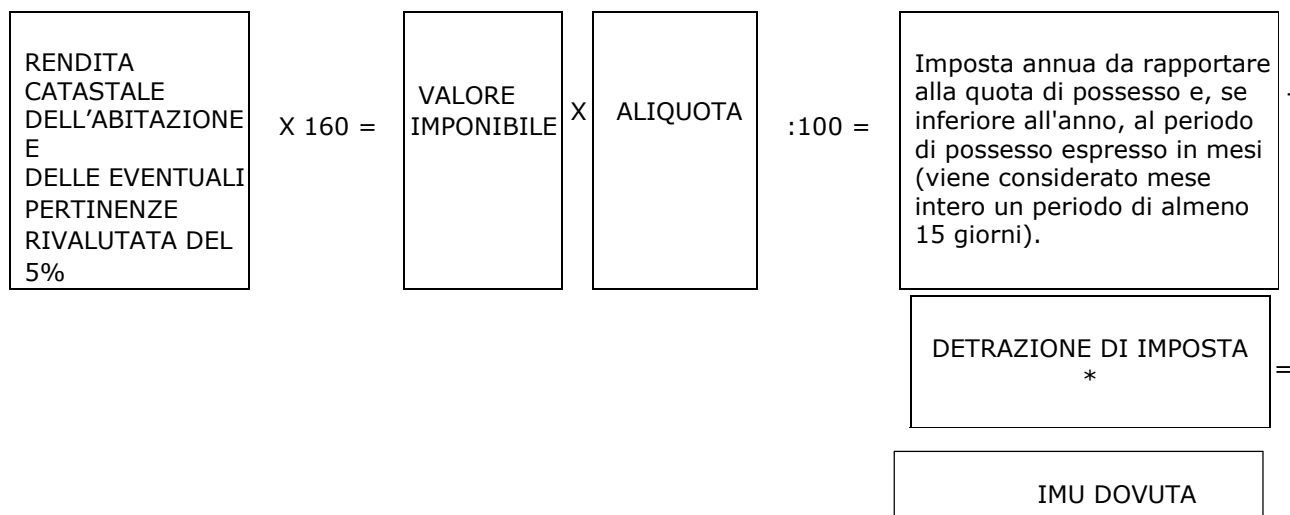 RENDITA
CATASTALE
DELL’ABITAZIONE
E
DELLE EVENTUALI
PERTINENZE
RIVALUTATA DEL
5%
X 160 =
VALORE
IMPONIBILE
X
ALIQUOTA
:100 =
Imposta annua da rapportare
alla quota di possesso e, se
inferiore all'anno, al periodo
di possesso espresso in mesi
(viene considerato mese
intero un periodo di almeno
15 giorni).
-
DETRAZIONE DI IMPOSTA
*
=
IMU DOVUTA